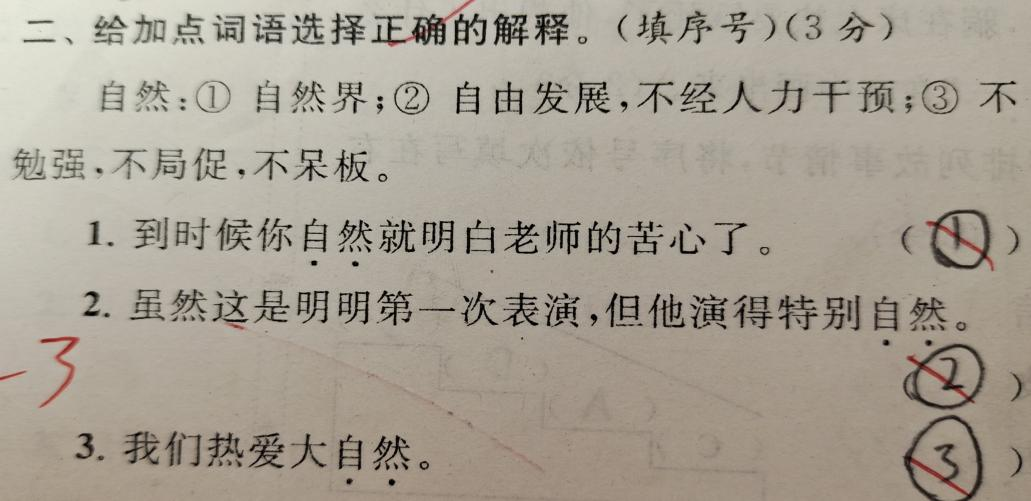 二、给加点词语选择正确的解释。(填序号)(3 分)
自然:① 自然界;② 自由发展,不经人力干预;③ 不
勉强,不局促,不呆板。
1. 到时候你自然就明白老师的苦心了。 (①)
2. 虽然这是明明第一次表演,但他演得特别自然。
-3
(②)
3. 我们热爱大自然。 (③)